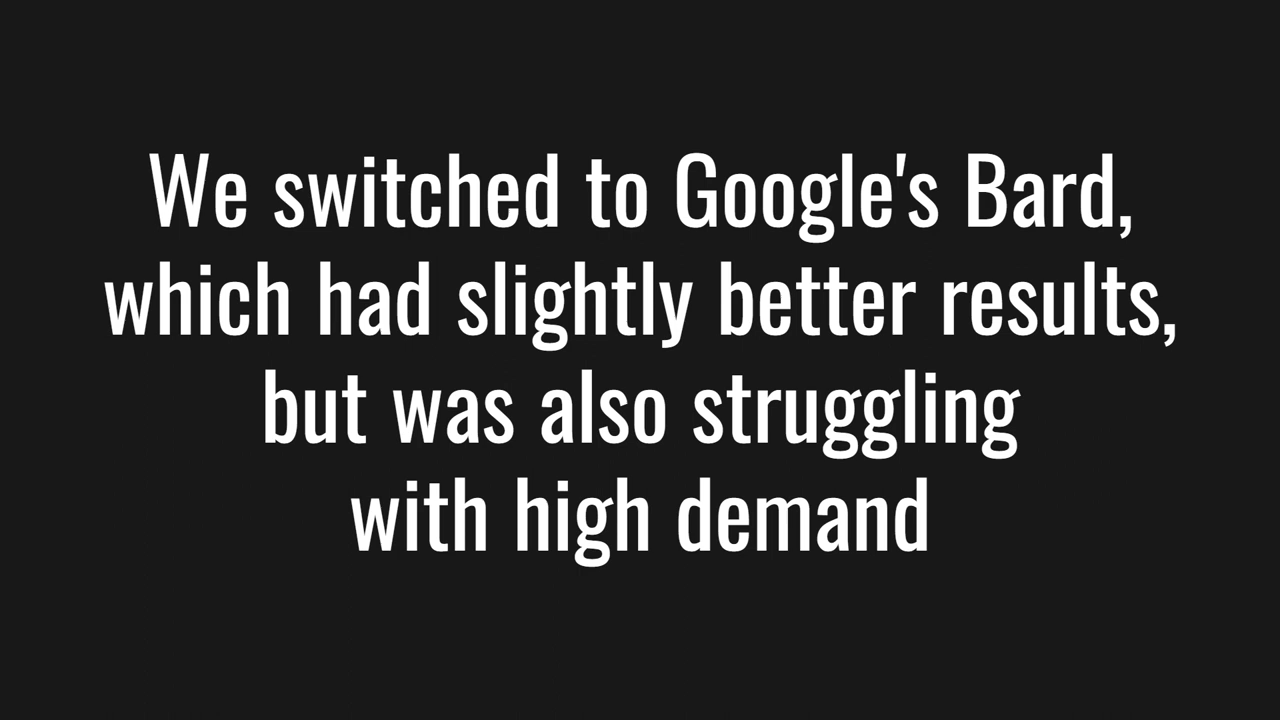 We switched to Google's Bard,
which had slightly better results,
but was also struggling
with high demand